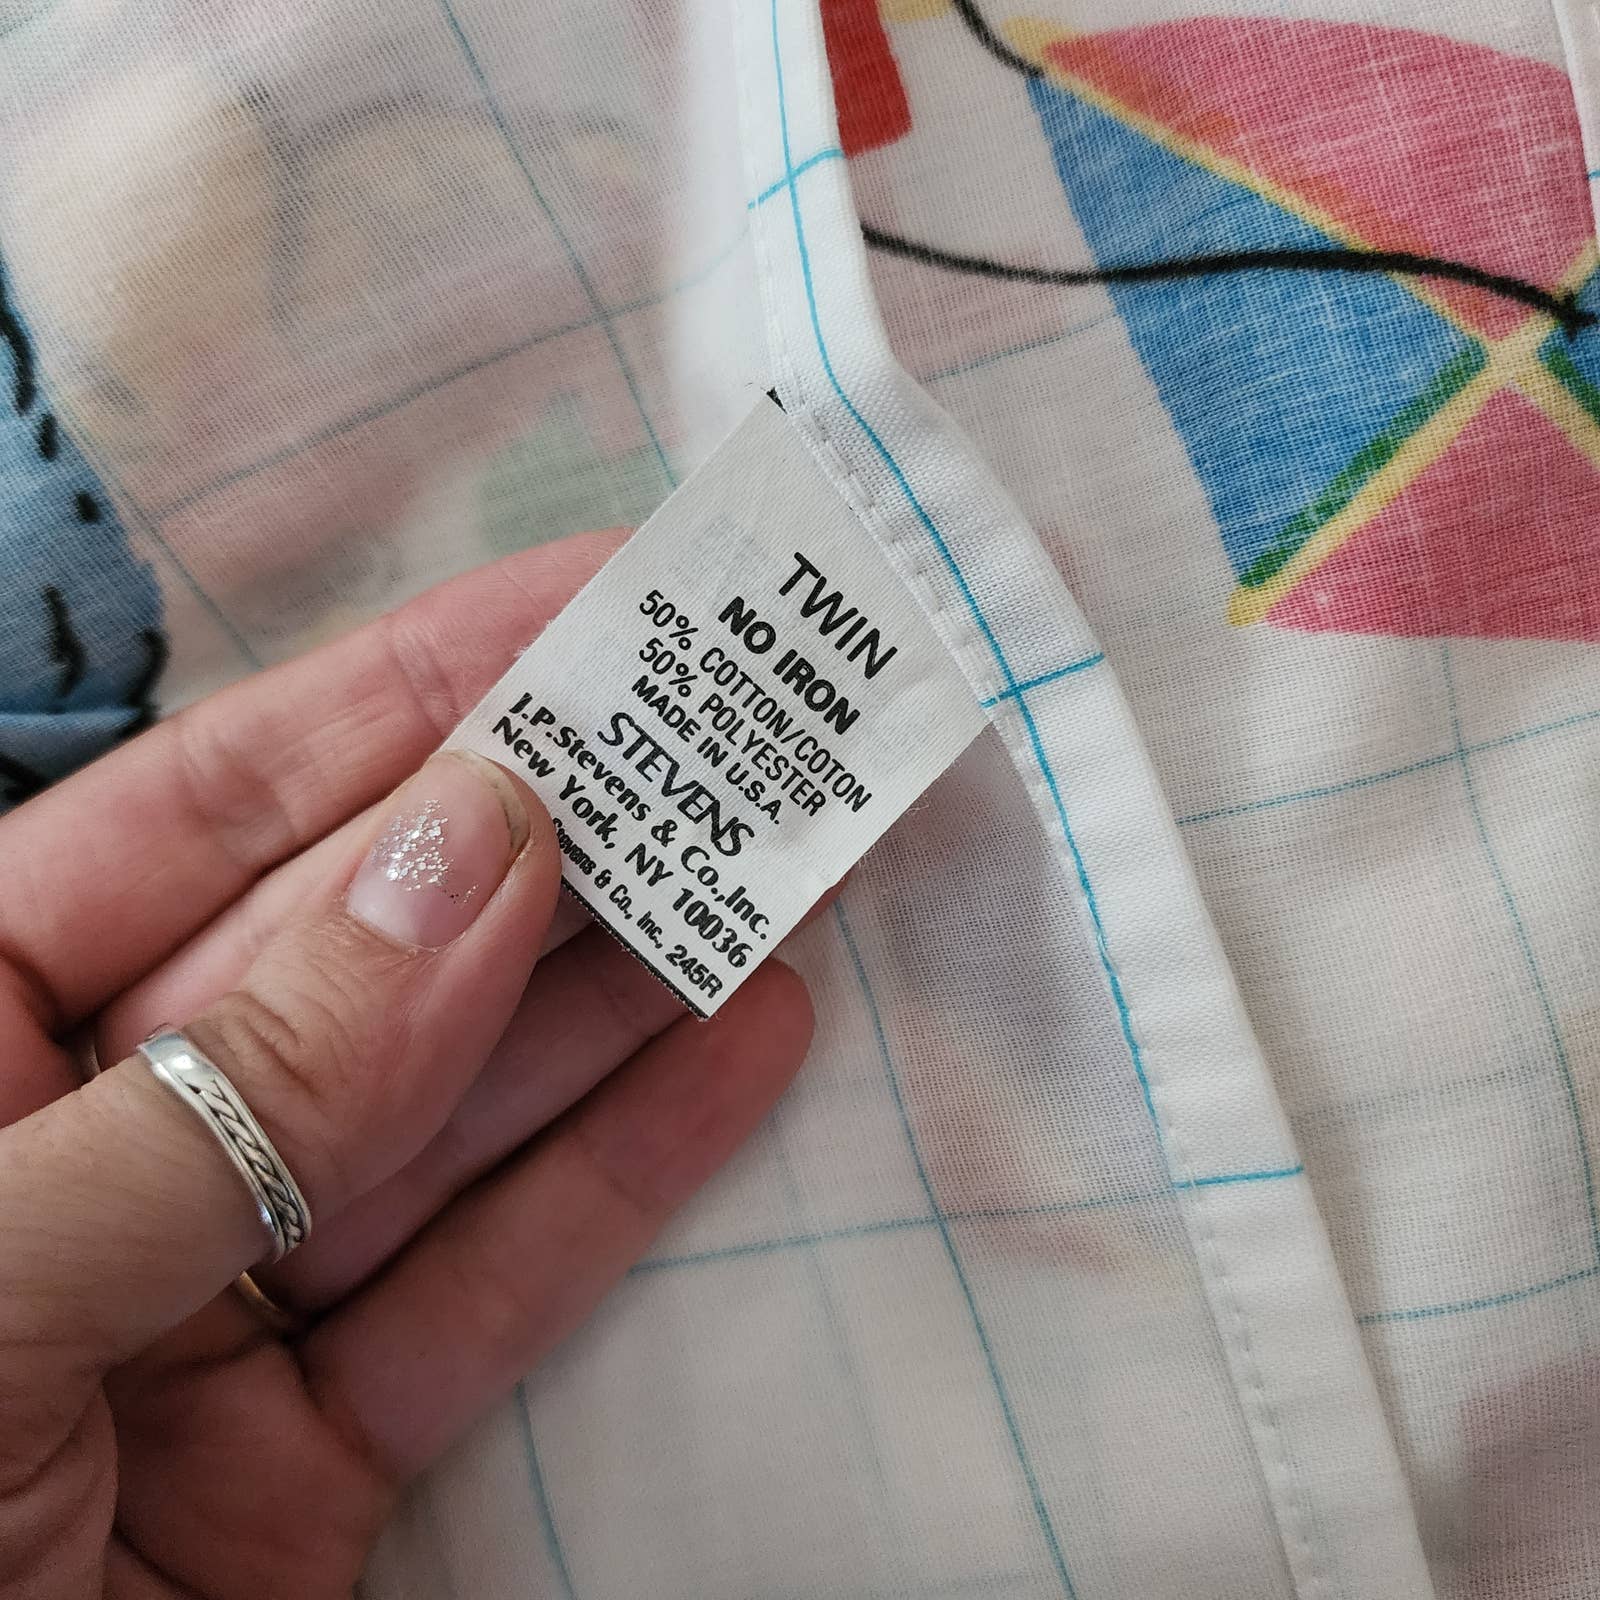 TWIN
NO IRON
50% COTTON/COTON
50% POLYESTER
MADE IN U.S.A.
STEVENS
J.P.Stevens & Co.,Inc.
New York, NY 10036
Stevens & Co., Inc., 245R